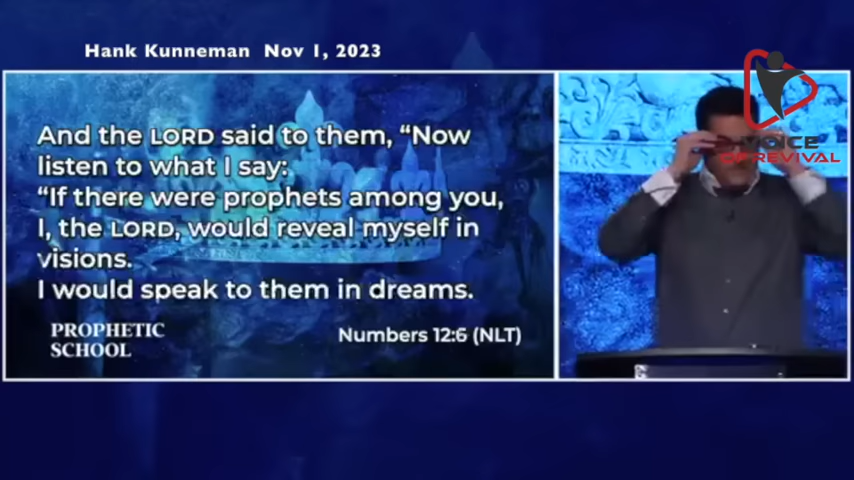 Hank Kunneman Nov 1, 2023
And the LORD said to them, “Now
listen to what I say:
“If there were prophets among you,
I, the LORD, would reveal myself in
visions.
I would speak to them in dreams.
PROPHETIC
SCHOOL
Numbers 12:6 (NLT)
VOICE
OF REVIVAL